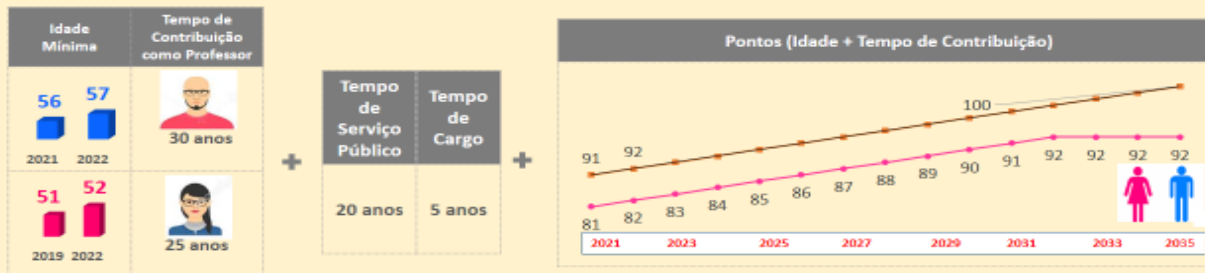 Idade
Mínima
Tempo de
Contribuição
como Professor
56
57
2021
2022
30 anos
51
52
2019
2022
25 anos
+
Tempo
de
Serviço
Público
Tempo
de
Cargo
20 anos
5 anos
+
Pontos (Idade + Tempo de Contribuição)
91
92
100
81
82
83
84
85
86
87
88
89
90
91
92
92
92
92
2021
2023
2025
2027
2029
2031
2033
2035